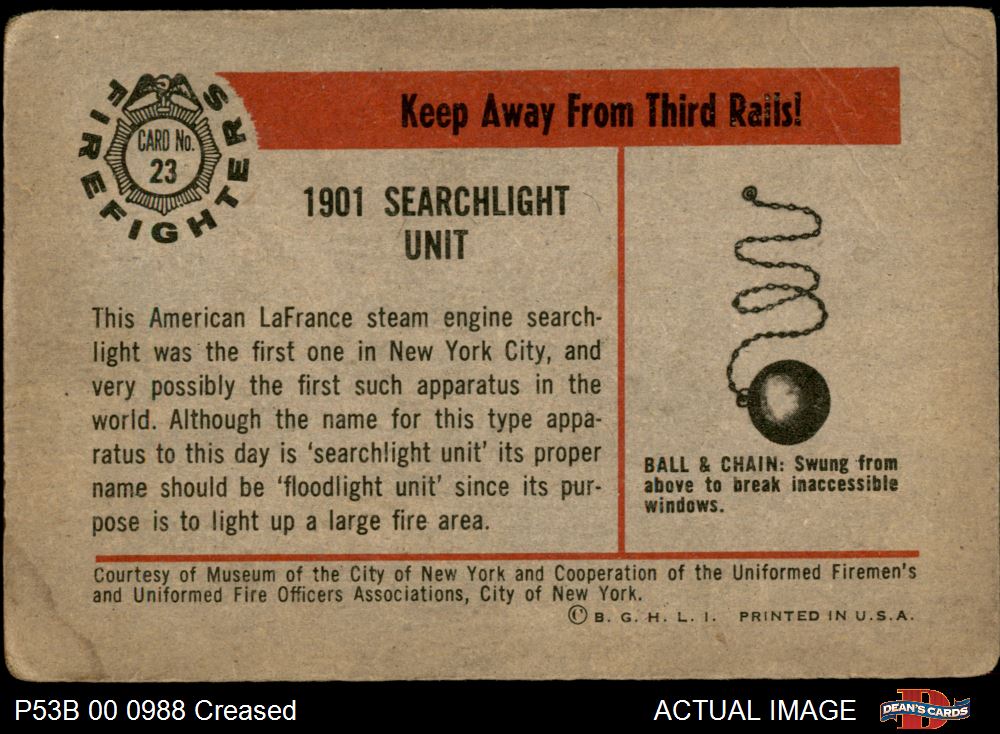 FIREFIGHTERS
CARD No.
23
Keep Away From Third Rails!
1901 SEARCHLIGHT
UNIT
This American LaFrance steam engine search-
light was the first one in New York City, and
very possibly the first such apparatus in the
world. Although the name for this type appa-
ratus to this day is ‘searchlight unit’ its proper
name should be ‘floodlight unit’ since its pur-
pose is to light up a large fire area.
BALL & CHAIN: Swung from
above to break inaccessible
windows.
Courtesy of Museum of the City of New York and Cooperation of the Uniformed Firemen's
and Uniformed Fire Officers Associations, City of New York.
© B. G. H. L. I. PRINTED IN U.S.A.
P53B 00 0988 Creased
ACTUAL IMAGE
DEAN'S CARDS